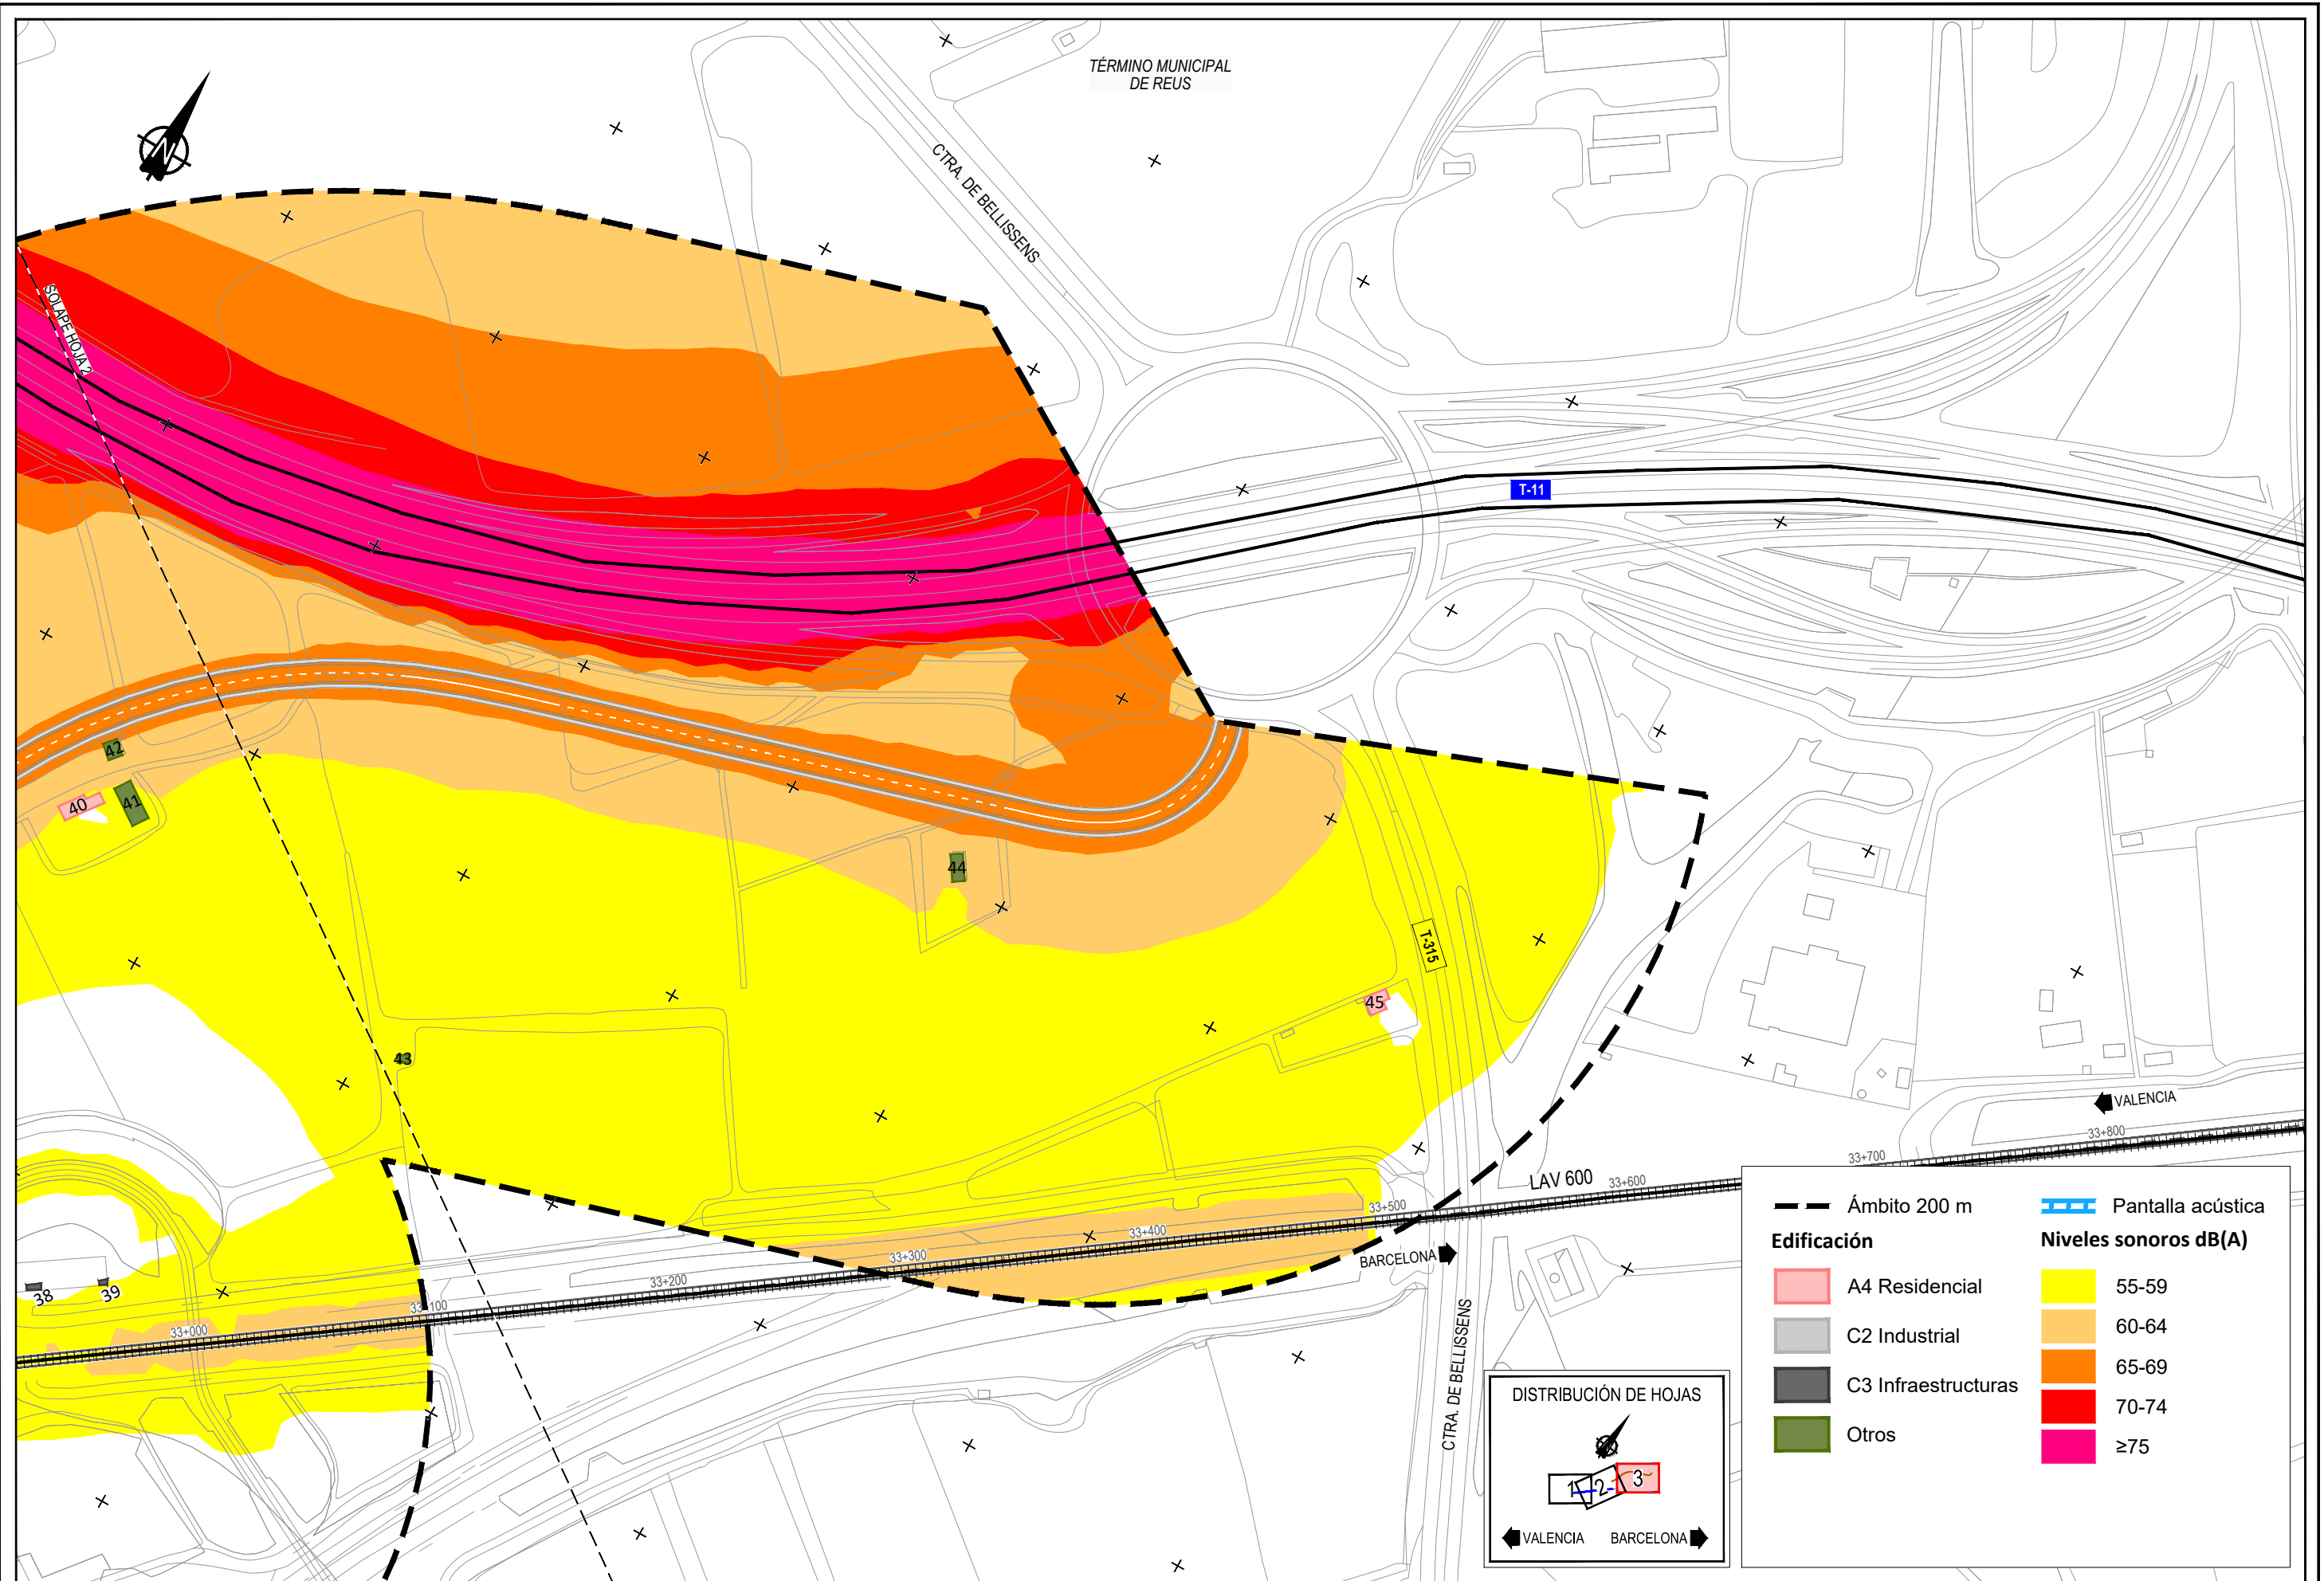 TÉRMINO MUNICIPAL
DE REUS
N
CTRA. DE BELLISSENS
SOLAPE HOJA 2
T-11
42
40
41
44
T-315
45
43
38
39
33+000
33+100
33+200
33+300
33+400
33+500
33+600
33+700
33+800
LAV 600
VALENCIA
BARCELONA
CTRA. DE BELLISSENS
Ámbito 200 m
Pantalla acústica
Edificación
Niveles sonoros dB(A)
A4 Residencial
55-59
C2 Industrial
60-64
C3 Infraestructuras
65-69
Otros
70-74
≥75
DISTRIBUCIÓN DE HOJAS
1
2
3
VALENCIA
BARCELONA